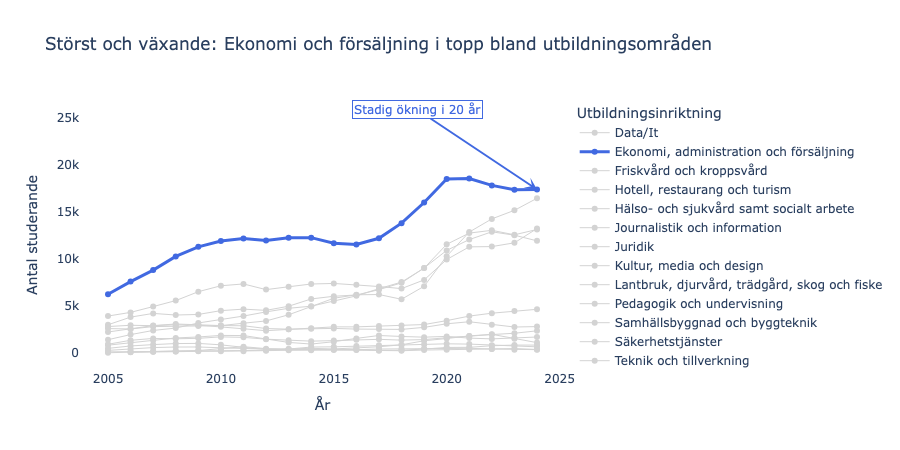 Störst och växande: Ekonomi och försäljning i topp bland utbildningsområden
Stadig ökning i 20 år
Antal studerande
25k
20k
15k
10k
5k
0
2005
2010
2015
2020
2025
År
Utbildningsinriktning
Data/It
Ekonomi, administration och försäljning
Friskvård och kroppsvård
Hotell, restaurang och turism
Hälso- och sjukvård samt socialt arbete
Journalistik och information
Juridik
Kultur, media och design
Lantbruk, djurvård, trädgård, skog och fiske
Pedagogik och undervisning
Samhällsbyggnad och byggteknik
Säkerhetstjänster
Teknik och tillverkning